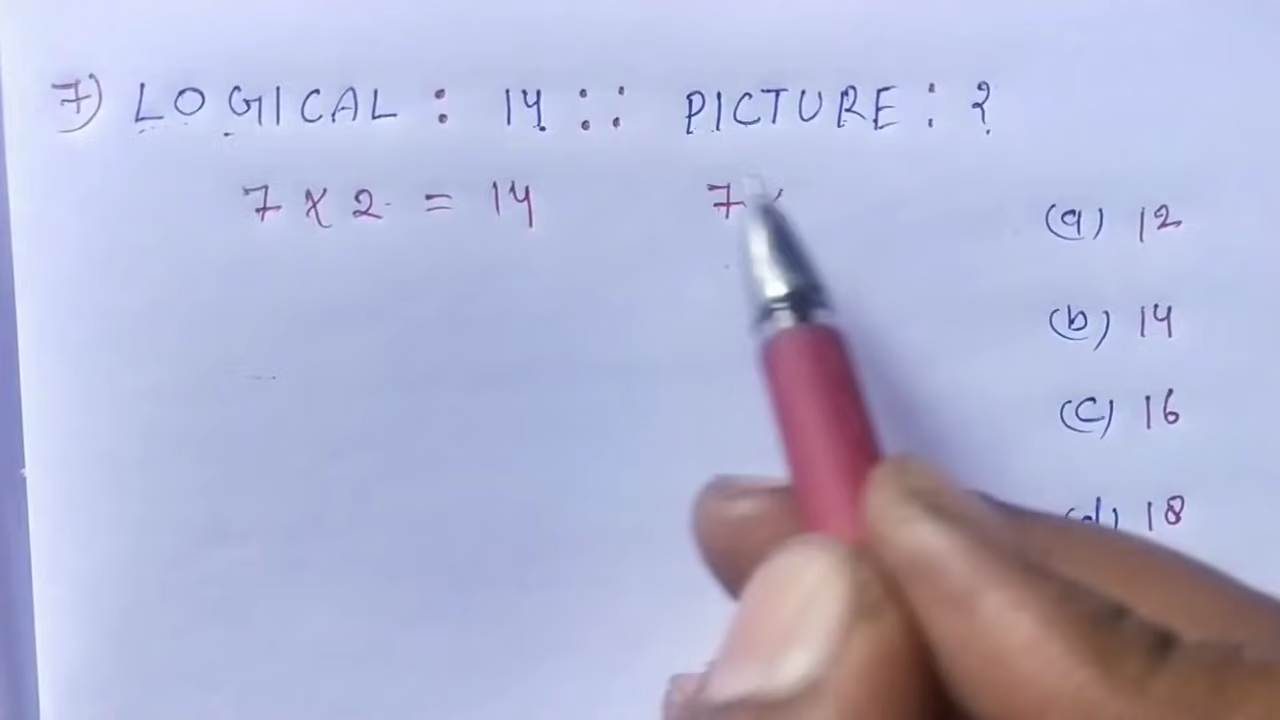 7) LOGICAL : 14 :: PICTURE : ?
7 x 2 = 14 7
(a) 12
(b) 14
(c) 16
(d) 18